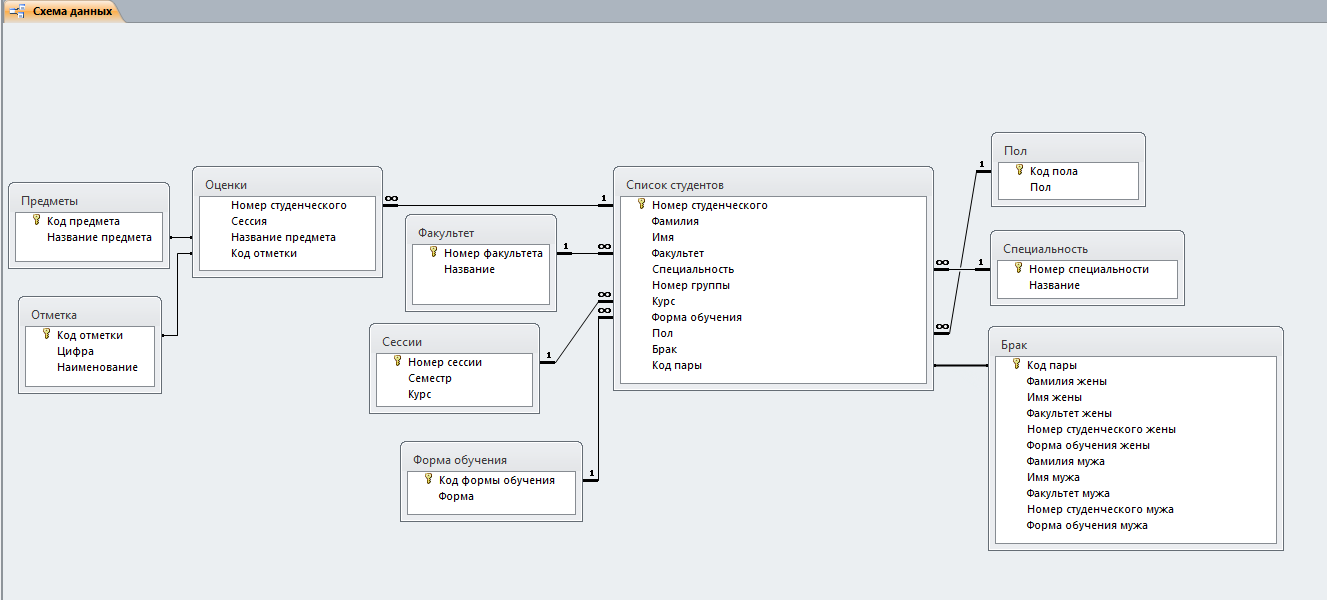 Схема данных
Предметы
Код предмета
Название предмета
Отметка
Код отметки
Цифра
Наименование
Оценки
Номер студенческого
Сессия
Название предмета
Код отметки
Факультет
Номер факультета
Название
Сессии
Номер сессии
Семестр
Курс
Форма обучения
Код формы обучения
Форма
∞
1
1
∞
1
∞
1
∞
Список студентов
Номер студенческого
Фамилия
Имя
Факультет
Специальность
Номер группы
Курс
Форма обучения
Пол
Брак
Код пары
∞
1
∞
1
Пол
Код пола
Пол
Специальность
Номер специальности
Название
Брак
Код пары
Фамилия жены
Имя жены
Факультет жены
Номер студенческого жены
Форма обучения жены
Фамилия мужа
Имя мужа
Факультет мужа
Номер студенческого мужа
Форма обучения мужа